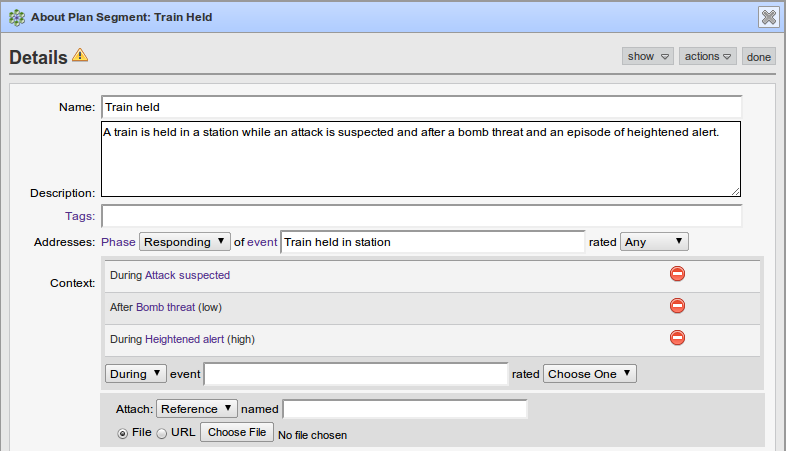 About Plan Segment: Train Held
Details show actions done
Name: Train held
A train is held in a station while an attack is suspected and after a bomb threat and an episode of heightened alert.
Description:
Tags:
Addresses: Phase Responding of event Train held in station rated Any
Context:
During Attack suspected
After Bomb threat (low)
During Heightened alert (high)
During event rated Choose One
Attach: Reference named
File URL Choose File No file chosen